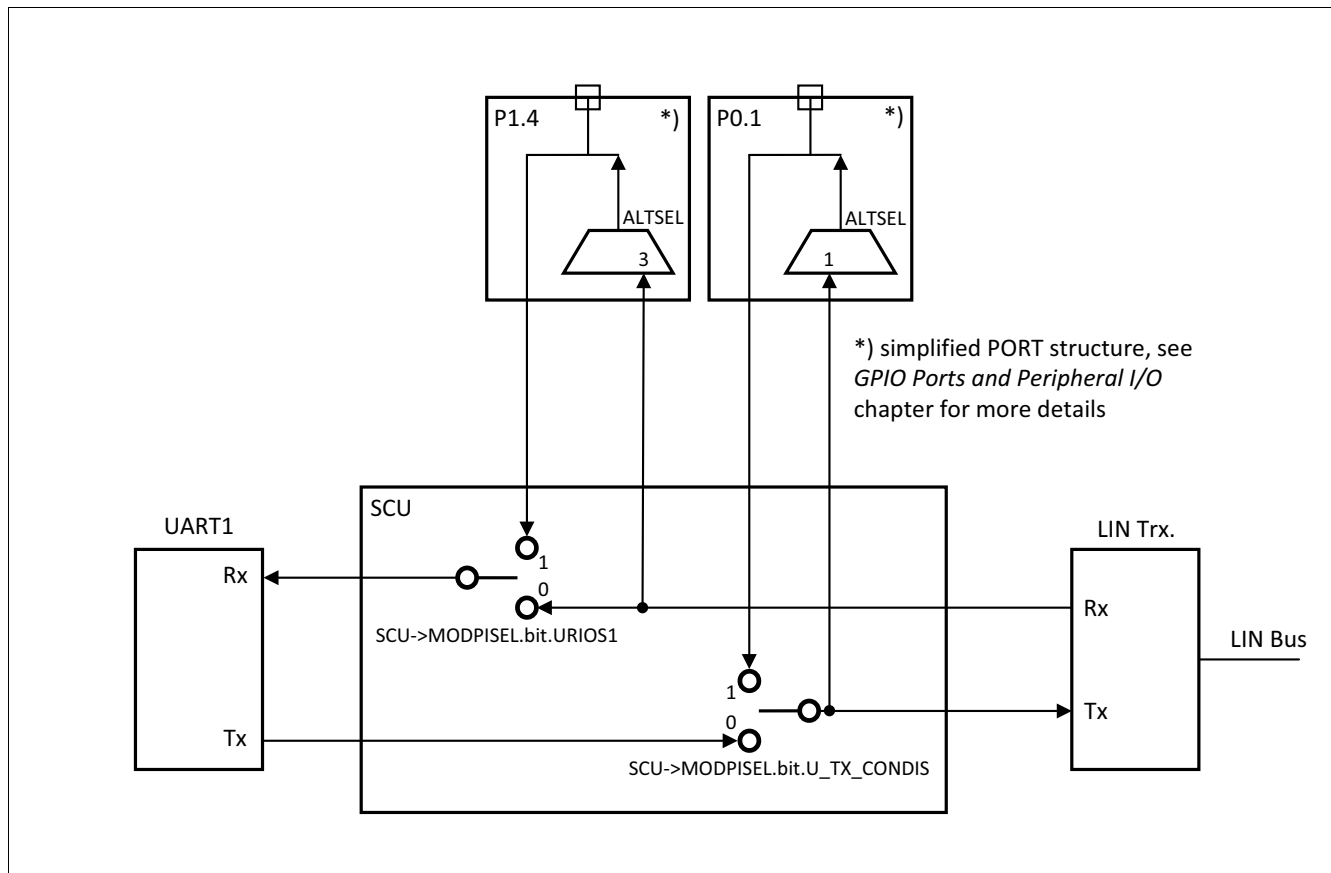 P1.4
*)
P0.1
*)
ALTSEL
ALTSEL
3
1
*) simplified PORT structure, see
GPIO Ports and Peripheral I/O
chapter for more details
SCU
UART1
LIN Trx.
1
Rx
0
Rx
SCU->MODPISEL.bit.URIOS1
LIN Bus
1
Tx
0
Tx
SCU->MODPISEL.bit.U_TX_CONDIS